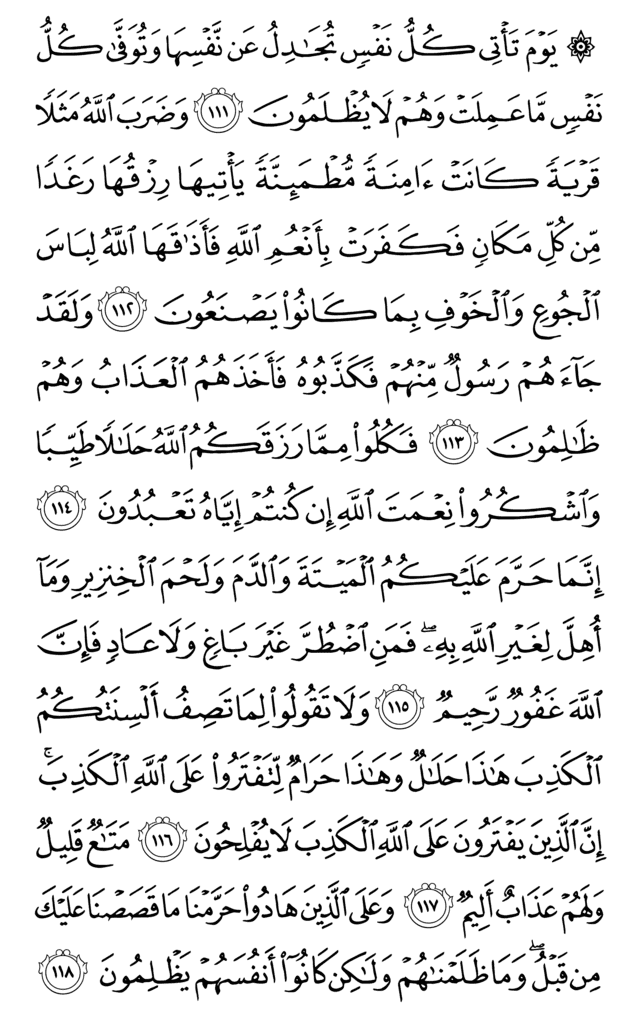 ۞ يَوۡمَ تَأۡتِي كُلُّ نَفۡسٖ تُجَٰدِلُ عَن نَّفۡسِهَا وَتُوَفَّىٰ كُلُّ
نَفۡسٖ مَّا عَمِلَتۡ وَهُمۡ لَا يُظۡلَمُونَ ١١١ وَضَرَبَ ٱللَّهُ مَثَلٗا
قَرۡيَةٗ كَانَتۡ ءَامِنَةٗ مُّطۡمَئِنَّةٗ يَأۡتِيهَا رِزۡقُهَا رَغَدٗا
مِّن كُلِّ مَكَانٖ فَكَفَرَتۡ بِأَنۡعُمِ ٱللَّهِ فَأَذَٰقَهَا ٱللَّهُ لِبَاسَ
ٱلۡجُوعِ وَٱلۡخَوۡفِ بِمَا كَانُواْ يَصۡنَعُونَ ١١٢ وَلَقَدۡ
جَآءَهُمۡ رَسُولٞ مِّنۡهُمۡ فَكَذَّبُوهُ فَأَخَذَهُمُ ٱلۡعَذَابُ وَهُمۡ
ظَٰلِمُونَ ١١٣ فَكُلُواْ مِمَّا رَزَقَكُمُ ٱللَّهُ حَلَٰلٗا طَيِّبٗا
وَٱشۡكُرُواْ نِعۡمَتَ ٱللَّهِ إِن كُنتُمۡ إِيَّاهُ تَعۡبُدُونَ ١١٤
إِنَّمَا حَرَّمَ عَلَيۡكُمُ ٱلۡمَيۡتَةَ وَٱلدَّمَ وَلَحۡمَ ٱلۡخِنزِيرِ وَمَآ
أُهِلَّ لِغَيۡرِ ٱللَّهِ بِهِۦۖ فَمَنِ ٱضۡطُرَّ غَيۡرَ بَاغٖ وَلَا عَادٖ فَإِنَّ
ٱللَّهَ غَفُورٞ رَّحِيمٞ ١١٥ وَلَا تَقُولُواْ لِمَا تَصِفُ أَلۡسِنَتُكُمُ
ٱلۡكَذِبَ هَٰذَا حَلَٰلٞ وَهَٰذَا حَرَامٞ لِّتَفۡتَرُواْ عَلَى ٱللَّهِ ٱلۡكَذِبَۚ
إِنَّ ٱلَّذِينَ يَفۡتَرُونَ عَلَى ٱللَّهِ ٱلۡكَذِبَ لَا يُفۡلِحُونَ ١١٦ مَتَٰعٞ قَلِيلٞ
وَلَهُمۡ عَذَابٌ أَلِيمٞ ١١٧ وَعَلَى ٱلَّذِينَ هَادُواْ حَرَّمۡنَا مَا قَصَصۡنَا عَلَيۡكَ
مِن قَبۡلُۖ وَمَا ظَلَمۡنَٰهُمۡ وَلَٰكِن كَانُوٓاْ أَنفُسَهُمۡ يَظۡلِمُونَ ١١٨